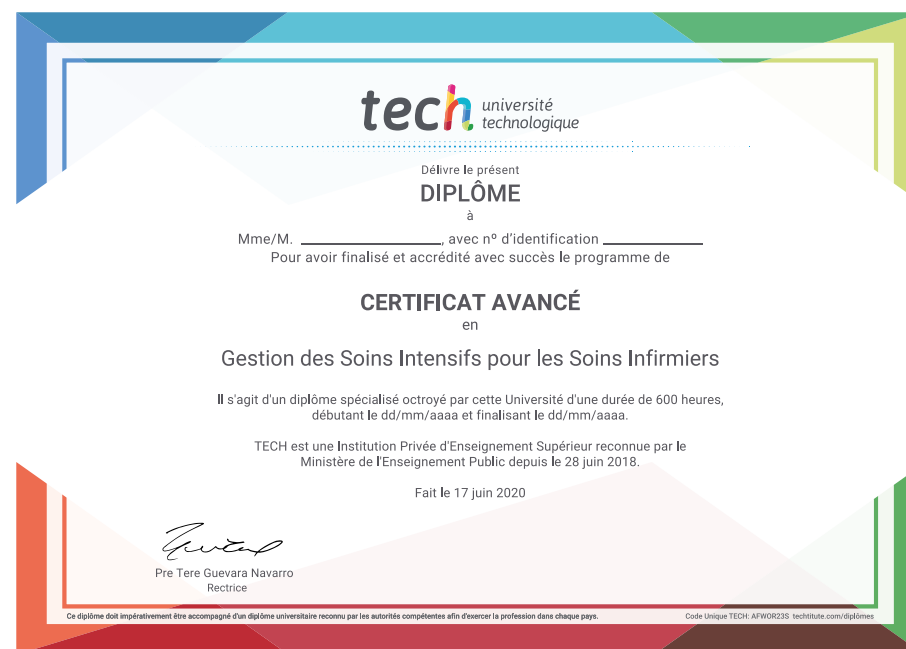 tech université
technologique
Délivre le présent
DIPLÔME
à
Mme/M. ____________________, avec nº d'identification ______________
Pour avoir finalisé et accrédité avec succès le programme de
CERTIFICAT AVANCÉ
en
Gestion des Soins Intensifs pour les Soins Infirmiers
Il s'agit d'un diplôme spécialisé octroyé par cette Université d'une durée de 600 heures,
débutant le dd/mm/aaaa et finalisant le dd/mm/aaaa.
TECH est une Institution Privée d'Enseignement Supérieur reconnue par le
Ministère de l'Enseignement Public depuis le 28 juin 2018.
Fait le 17 juin 2020
Pre Tere Guevara Navarro
Rectrice
Ce diplôme doit impérativement être accompagné d'un diplôme universitaire reconnu par les autorités compétentes afin d'exercer la profession dans chaque pays.
Code Unique TECH: AFWOR23S techtitute.com/diplômes